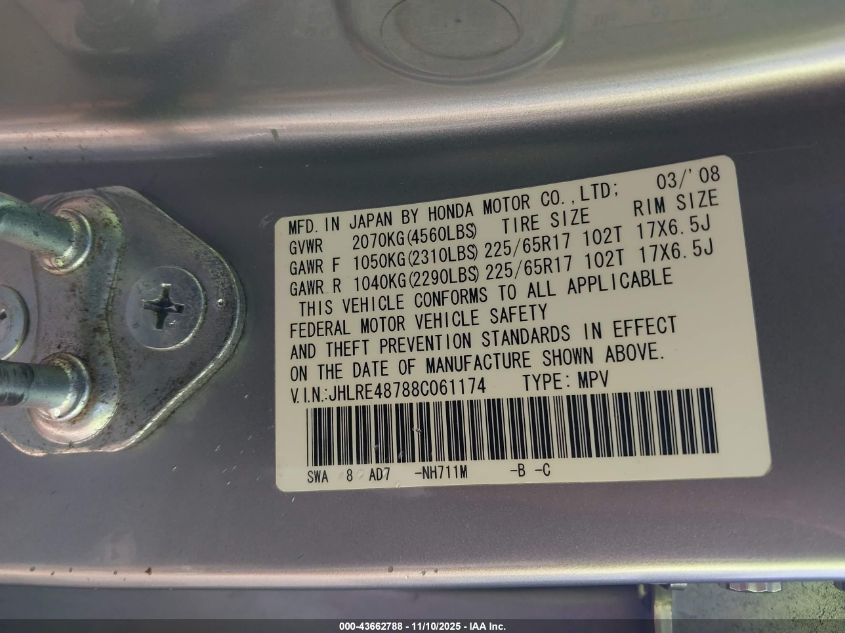 MFD. IN JAPAN BY HONDA MOTOR CO.,LTD; 03/'08
GVWR 2070KG(4560LBS) TIRE SIZE RIM SIZE
GAWR F 1050KG(2310LBS) 225/65R17 102T 17X6.5J
GAWR R 1040KG(2290LBS) 225/65R17 102T 17X6.5J
THIS VEHICLE CONFORMS TO ALL APPLICABLE
FEDERAL MOTOR VEHICLE SAFETY
AND THEFT PREVENTION STANDARDS IN EFFECT
ON THE DATE OF MANUFACTURE SHOWN ABOVE.
V.I.N.:JHLRE48788C061174 TYPE: MPV
SWA 8 AD7 -NH711M -B -C
000-43662788 - 11/10/2025 - IAA Inc.